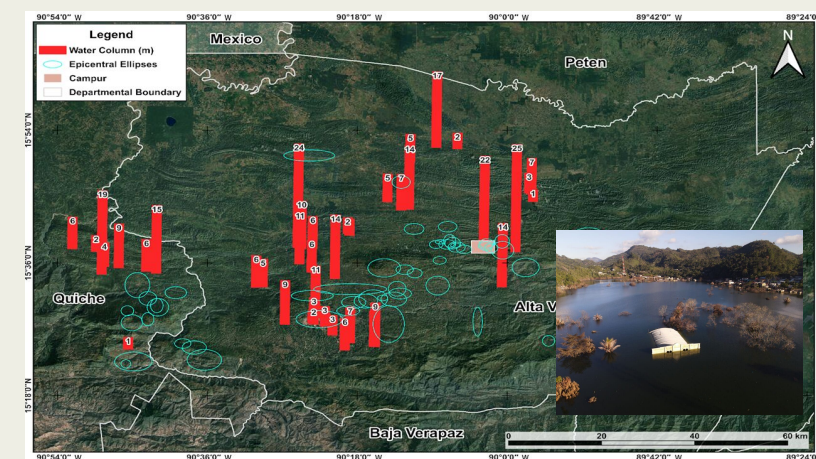 90°54'0" W 90°36'0" W 90°18'0" W 90°0'0" W 89°42'0" W 89°24'0"
Legend
Water Column (m)
Epicentral Ellipses
Campur
Departmental Boundary
Mexico
Peten
N
17
15°54'0"N
5
2
24
14
22
25
7
5
7
3
1
19
10
15
11
6
14
2
14
6
9
2
4
6
6
15°36'0"N
6
5
11
9
Quiche
3
2
3
3
7
6
9
Alta V
1
15°18'0"N
Baja Verapaz
0 20 40 60 km
90°54'0" W 90°36'0" W 90°18'0" W 90°0'0" W 89°42'0" W 89°24'0"